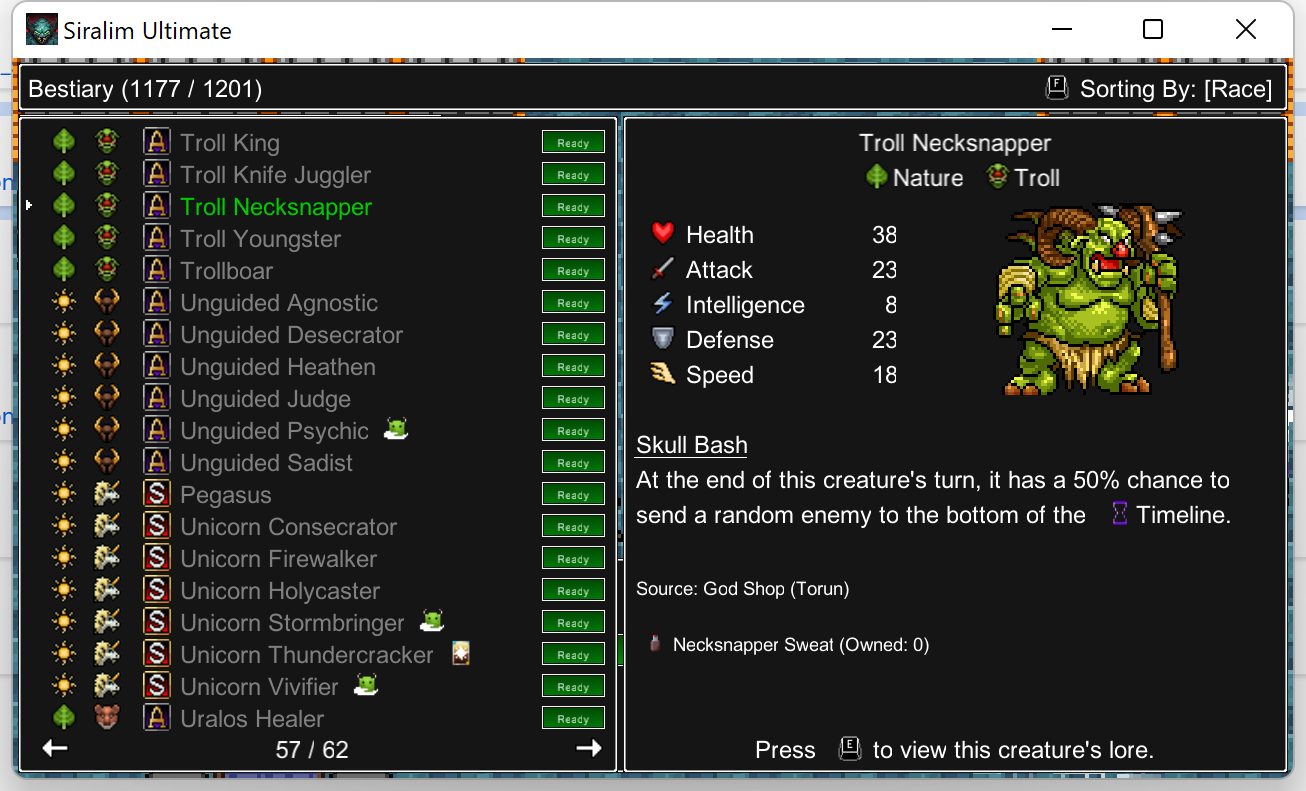 Siralim Ultimate
Bestiary (1177 / 1201)
F Sorting By: [Race]
A Troll King Ready
A Troll Knife Juggler Ready
A Troll Necksnapper Ready
A Troll Youngster Ready
A Trollboar Ready
A Unguided Agnostic Ready
A Unguided Desecrator Ready
A Unguided Heathen Ready
A Unguided Judge Ready
A Unguided Psychic Ready
A Unguided Sadist Ready
S Pegasus Ready
S Unicorn Consecrator Ready
S Unicorn Firewalker Ready
S Unicorn Holycaster Ready
S Unicorn Stormbringer Ready
S Unicorn Thundercracker Ready
S Unicorn Vivifier Ready
A Uralos Healer Ready
57 / 62
Troll Necksnapper
Nature Troll
Health 38
Attack 23
Intelligence 8
Defense 23
Speed 18
Skull Bash
At the end of this creature's turn, it has a 50% chance to
send a random enemy to the bottom of the Timeline.
Source: God Shop (Torun)
Necksnapper Sweat (Owned: 0)
Press E to view this creature's lore.